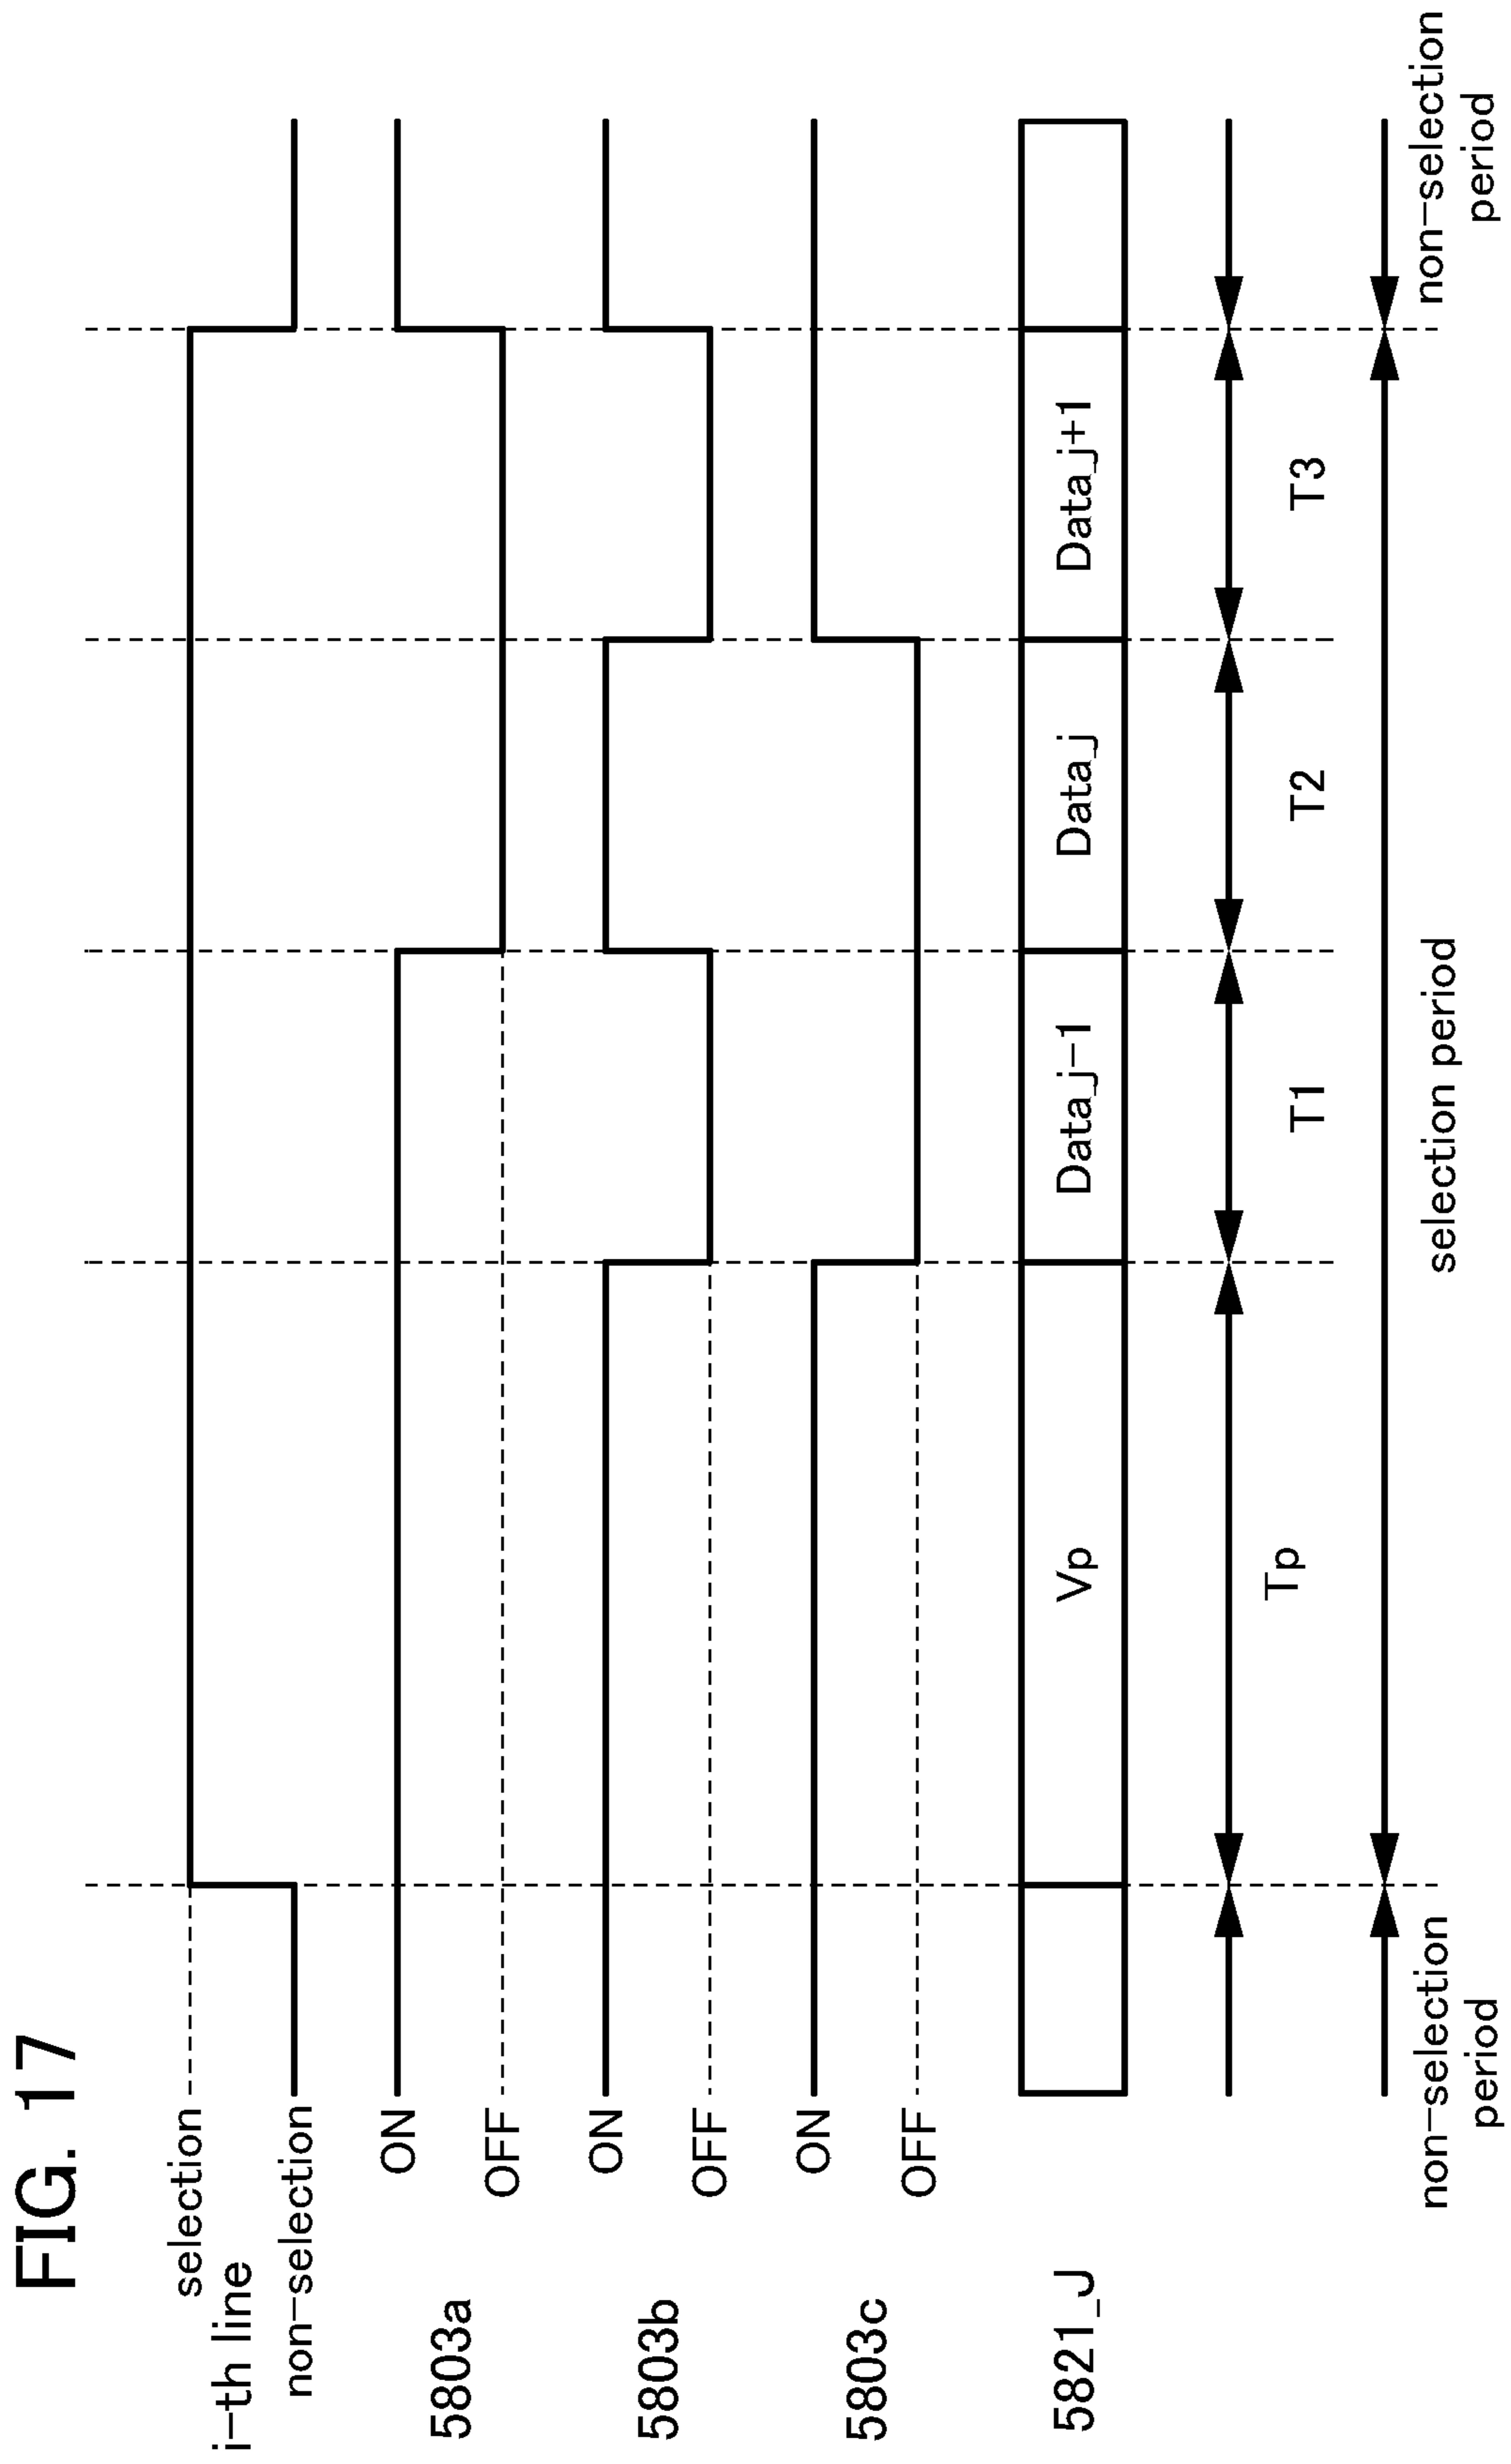 FIG. 17
selection
i-th line
non-selection
5803a
ON
OFF
5803b
ON
OFF
5803c
ON
OFF
5821_J
Vp
Data_j-1
Data_j
Data_j+1
Tp
T1
T2
T3
non-selection
period
selection period
non-selection
period